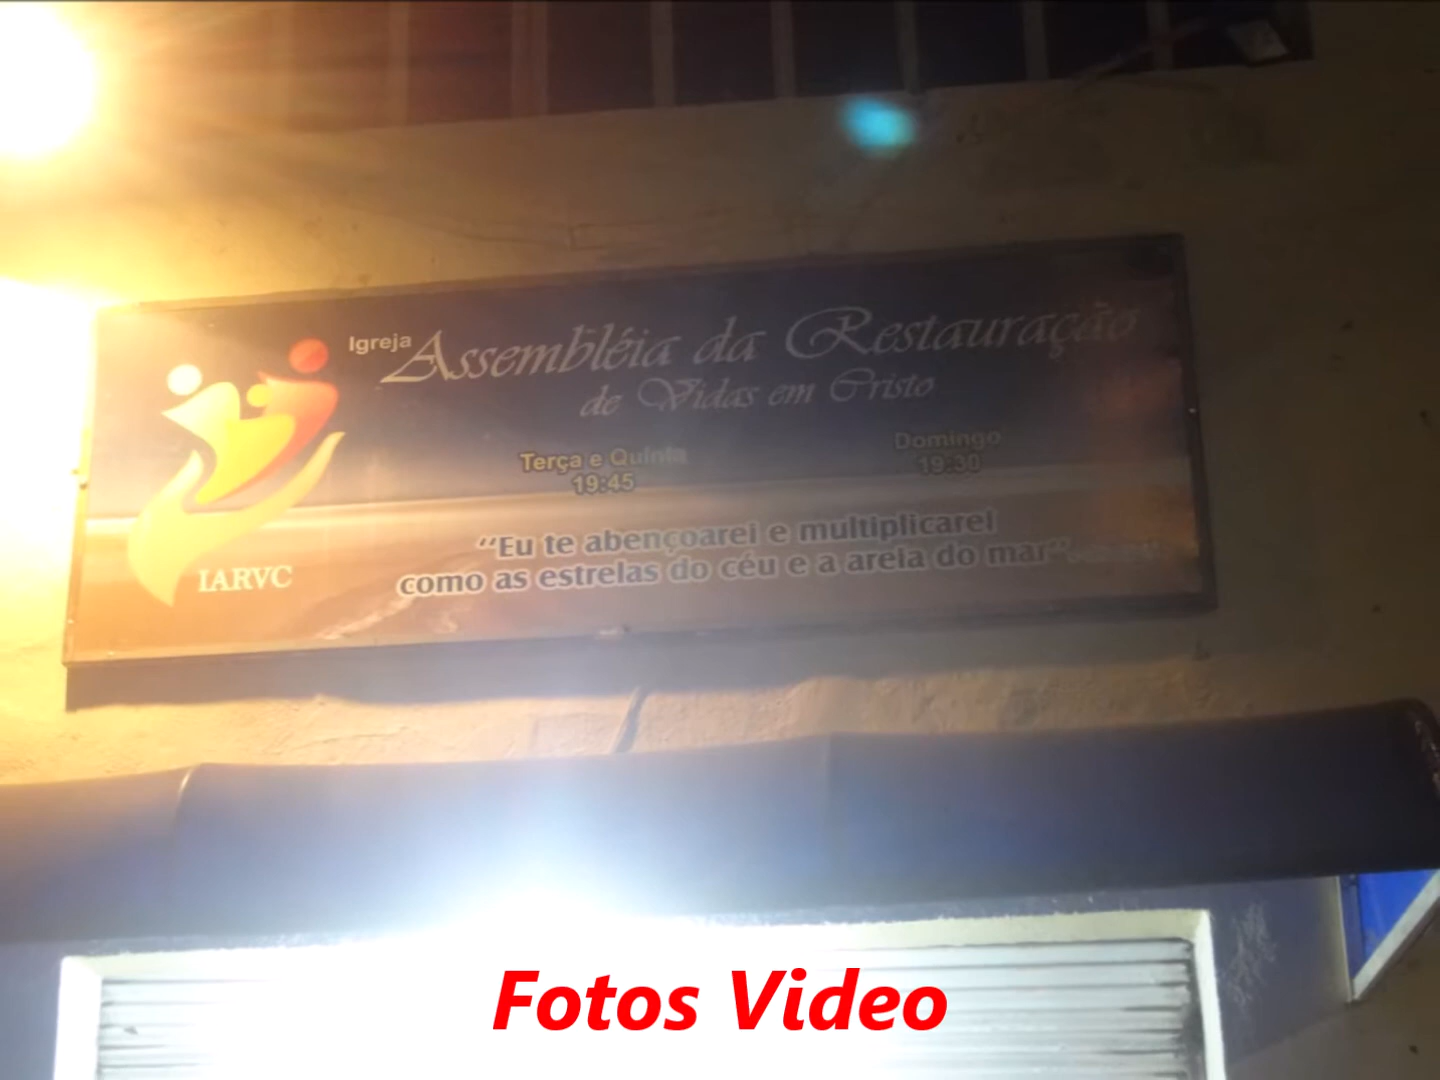 Igreja Assembléia da Restauração
de Vidas em Cristo
Terça e Quinta
19:45
Domingo
19:30
“Eu te abençoarei e multiplicarei
como as estrelas do céu e a areia do mar”
IARVC
Fotos Video